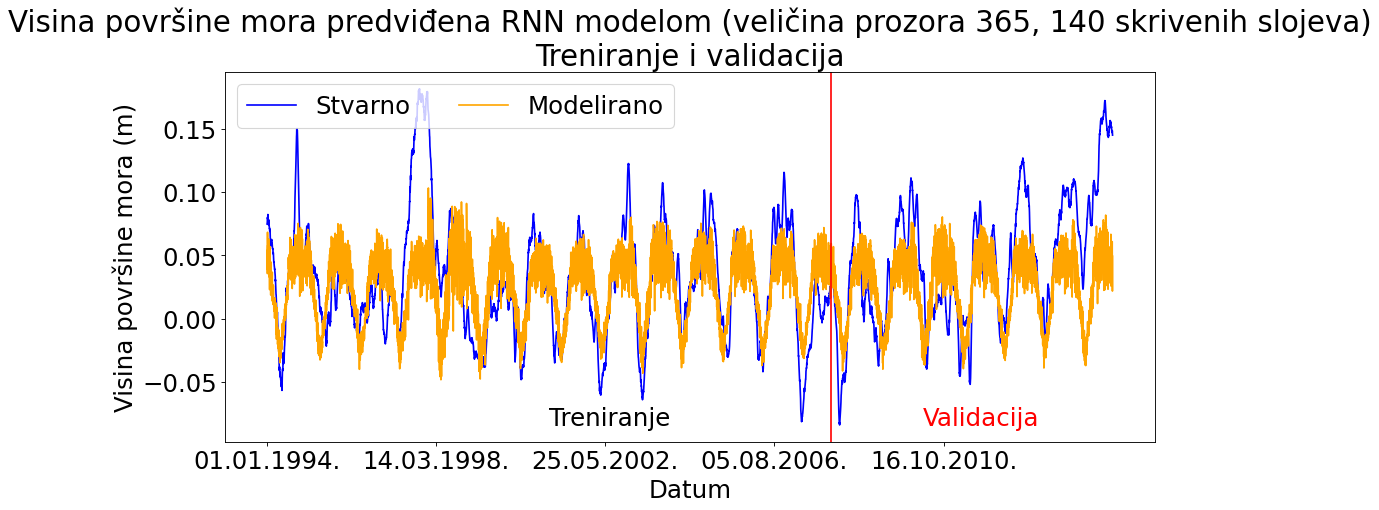 Visina površine mora predviđena RNN modelom (veličina prozora 365, 140 skrivenih slojeva)
Treniranje i validacija
Stvarno
Modelirano
Visina površine mora (m)
0.15
0.10
0.05
0.00
−0.05
Treniranje
Validacija
01.01.1994.
14.03.1998.
25.05.2002.
05.08.2006.
16.10.2010.
Datum